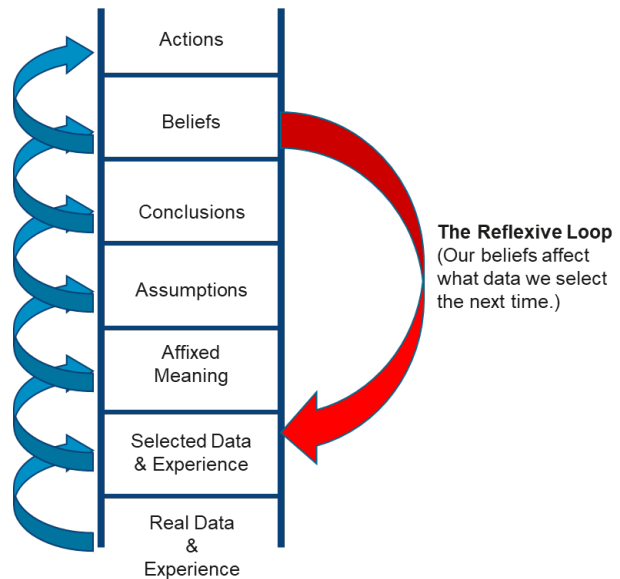 Actions
Beliefs
Conclusions
Assumptions
Affixed
Meaning
Selected Data
& Experience
Real Data
&
Experience
The Reflexive Loop
(Our beliefs affect
what data we select
the next time.)